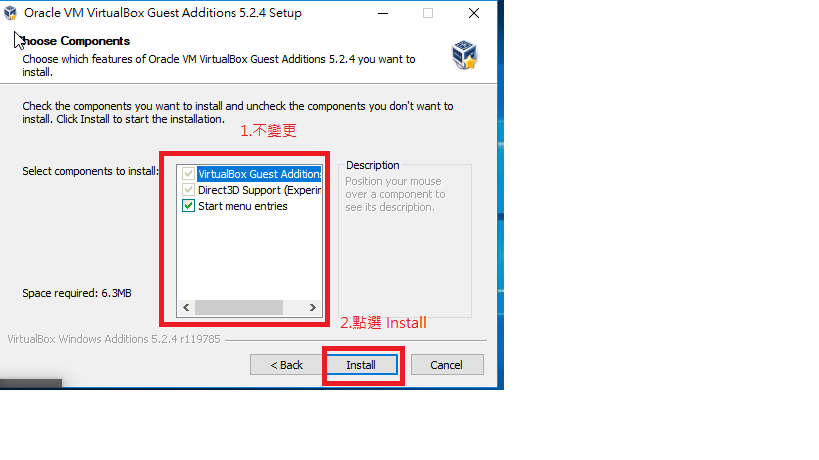 Oracle VM VirtualBox Guest Additions 5.2.4 Setup
hoose Components
Choose which features of Oracle VM VirtualBox Guest Additions 5.2.4 you want to
install.
Check the components you want to install and uncheck the components you don't want to
install. Click Install to start the installation.
1.不變更
Select components to install:
VirtualBox Guest Additions
Direct3D Support (Experin
Start menu entries
Description
Position your mouse
over a component to
see its description.
Space required: 6.3MB
2.點選 Install
VirtualBox Windows Additions 5.2.4 r119785
< Back
Install
Cancel